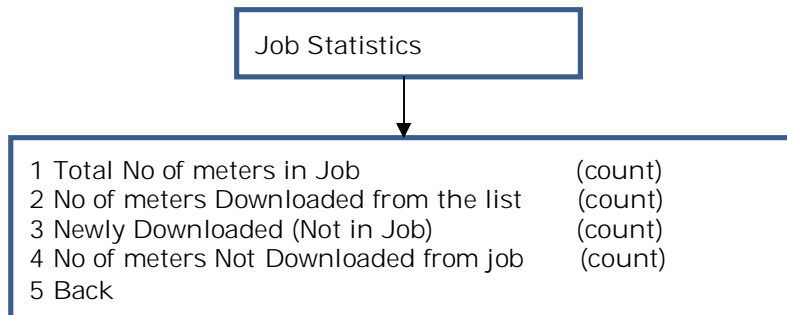 Job Statistics
1 Total No of meters in Job (count)
2 No of meters Downloaded from the list (count)
3 Newly Downloaded (Not in Job) (count)
4 No of meters Not Downloaded from job (count)
5 Back